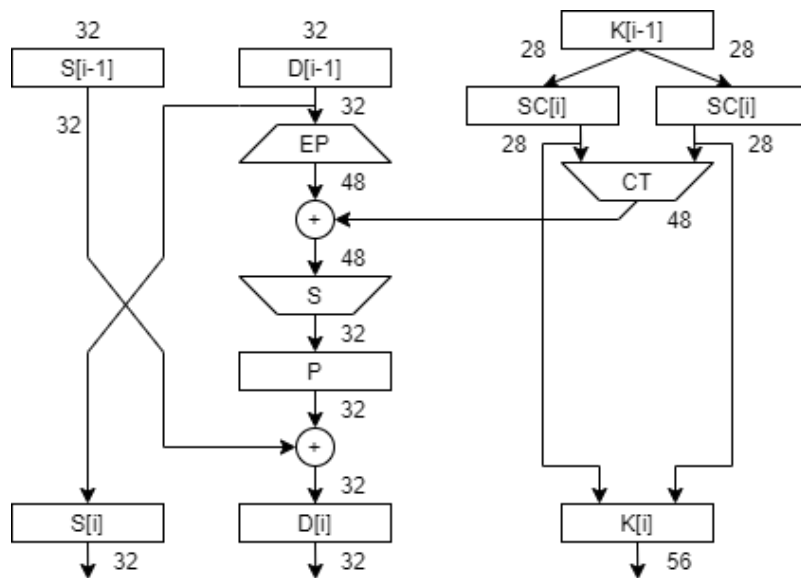 32 32 K[i-1]
28 28
S[i-1] D[i-1]
32 32 SC[i] SC[i]
EP 28 28
48 CT
+ 48
48
S
32
P
32
+
32
S[i] D[i] K[i]
32 32 56